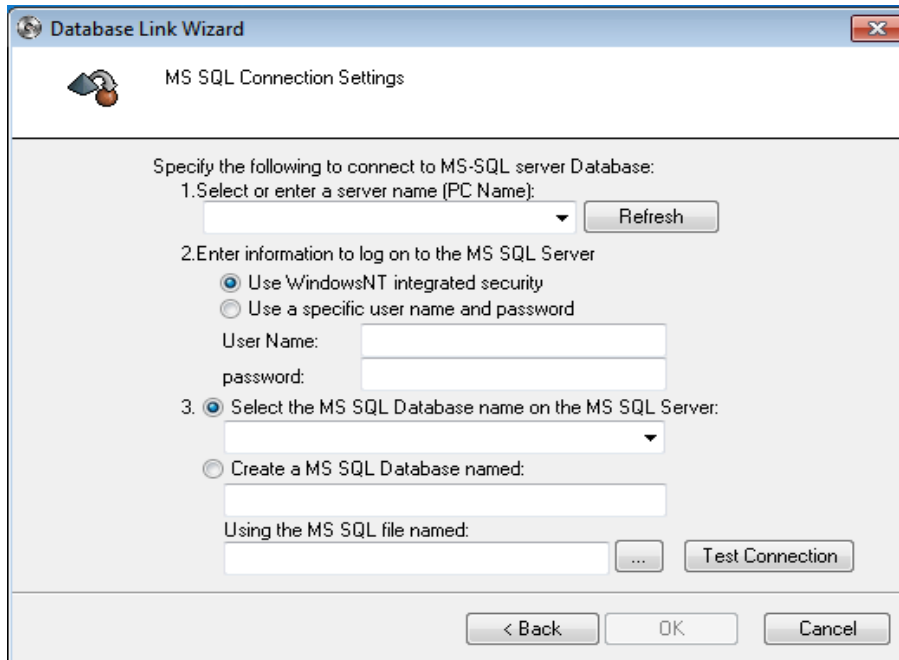 Database Link Wizard
MS SQL Connection Settings
Specify the following to connect to MS-SQL server Database:
1.Select or enter a server name (PC Name):
Refresh
2.Enter information to log on to the MS SQL Server
Use WindowsNT integrated security
Use a specific user name and password
User Name:
password:
3. Select the MS SQL Database name on the MS SQL Server:
Create a MS SQL Database named:
Using the MS SQL file named:
... Test Connection
< Back OK Cancel